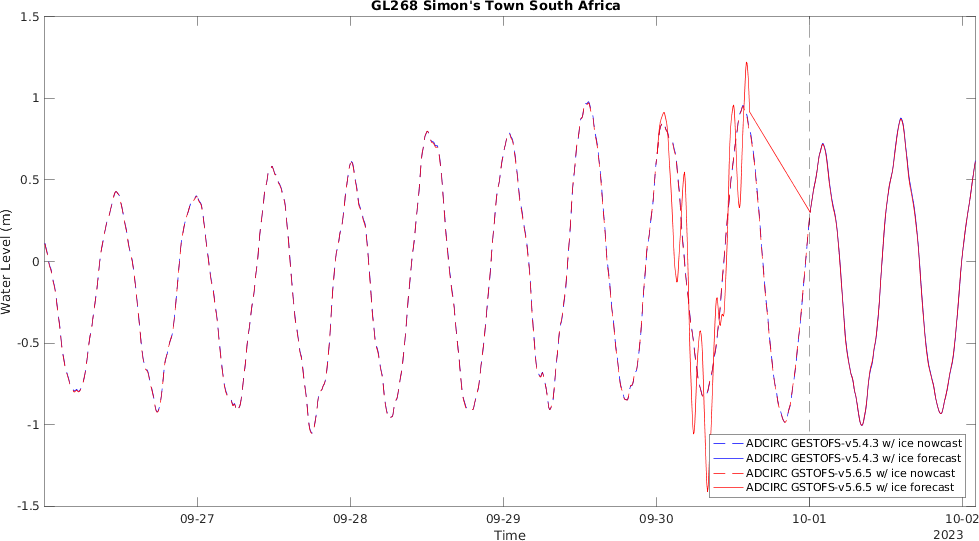 GL268 Simon's Town South Africa
1.5
1
0.5
0
-0.5
-1
-1.5
Water Level (m)
09-27
09-28
09-29
09-30
10-01
10-02
2023
Time
ADCIRC GESTOFS-v5.4.3 w/ ice nowcast
ADCIRC GESTOFS-v5.4.3 w/ ice forecast
ADCIRC GSTOFS-v5.6.5 w/ ice nowcast
ADCIRC GSTOFS-v5.6.5 w/ ice forecast